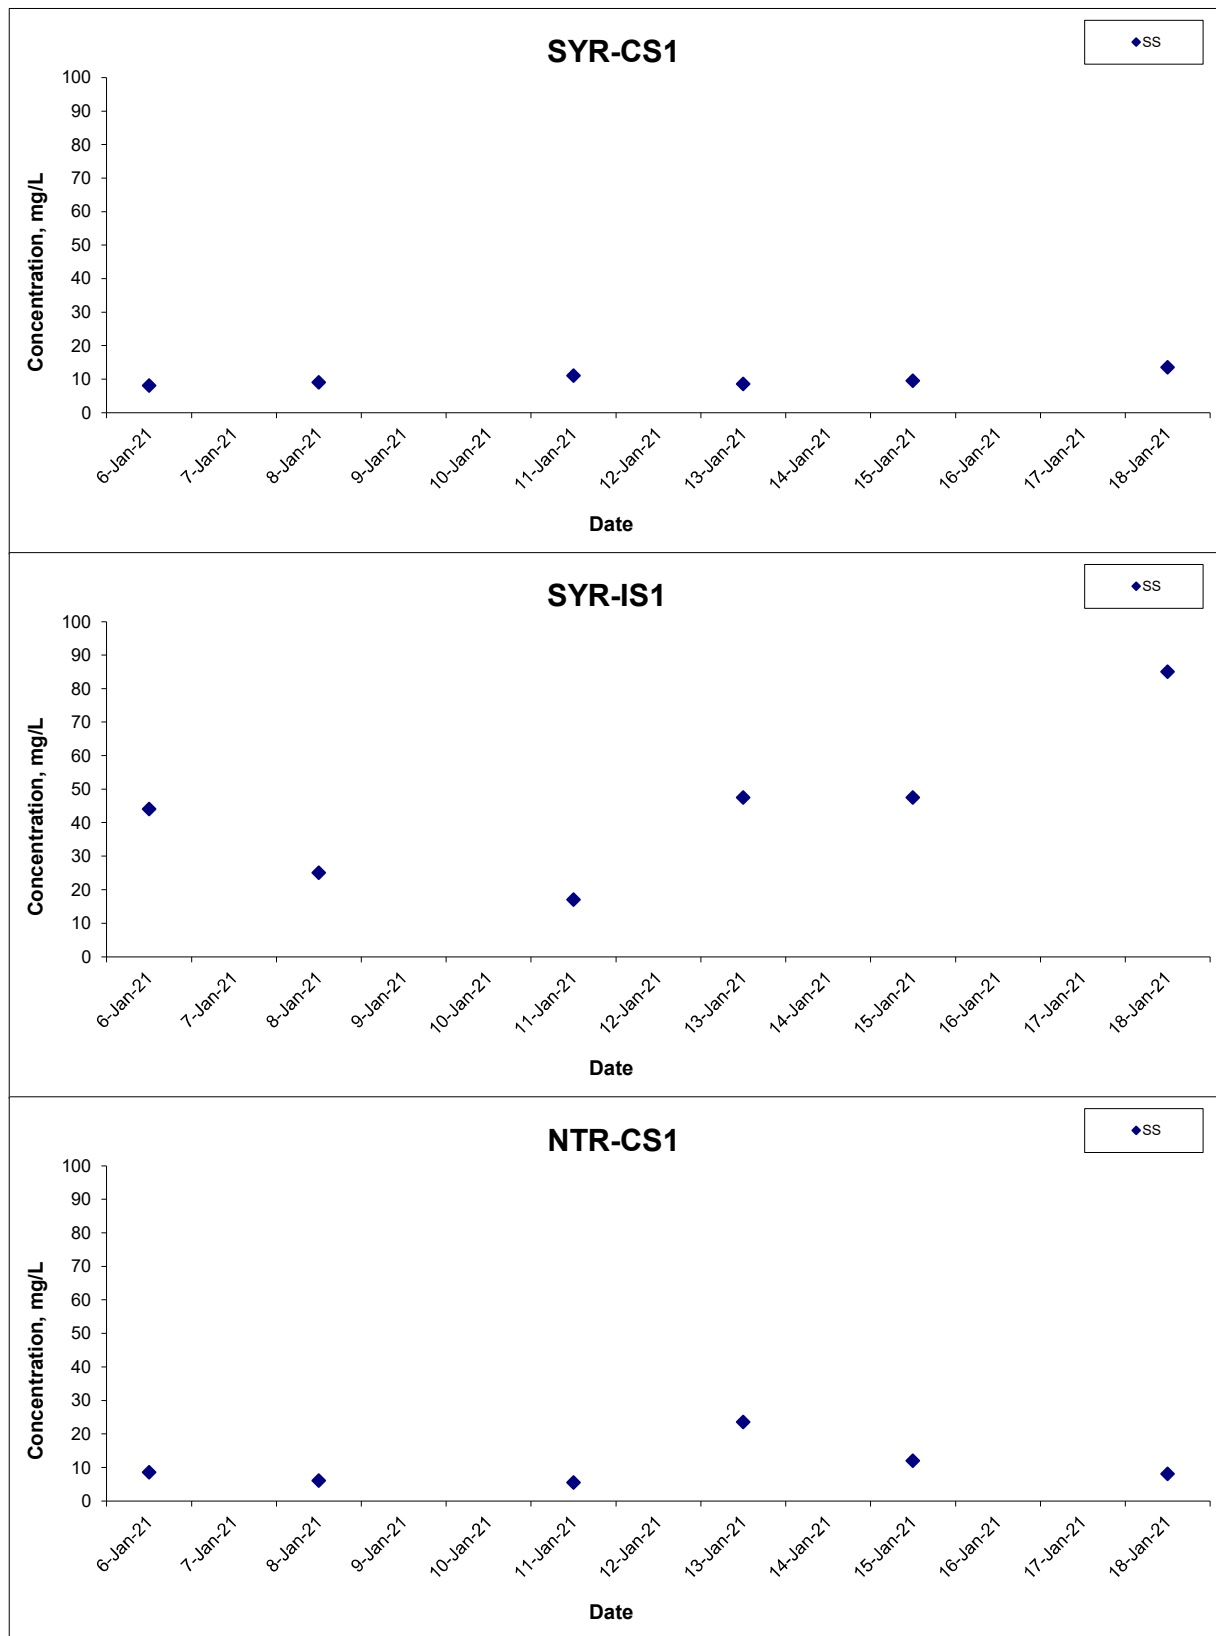 SYR-CS1
SS
Concentration, mg/L
100
90
80
70
60
50
40
30
20
10
0
6-Jan-21
7-Jan-21
8-Jan-21
9-Jan-21
10-Jan-21
11-Jan-21
12-Jan-21
13-Jan-21
14-Jan-21
15-Jan-21
16-Jan-21
17-Jan-21
18-Jan-21
Date
SYR-IS1
SS
Concentration, mg/L
100
90
80
70
60
50
40
30
20
10
0
6-Jan-21
7-Jan-21
8-Jan-21
9-Jan-21
10-Jan-21
11-Jan-21
12-Jan-21
13-Jan-21
14-Jan-21
15-Jan-21
16-Jan-21
17-Jan-21
18-Jan-21
Date
NTR-CS1
SS
Concentration, mg/L
100
90
80
70
60
50
40
30
20
10
0
6-Jan-21
7-Jan-21
8-Jan-21
9-Jan-21
10-Jan-21
11-Jan-21
12-Jan-21
13-Jan-21
14-Jan-21
15-Jan-21
16-Jan-21
17-Jan-21
18-Jan-21
Date